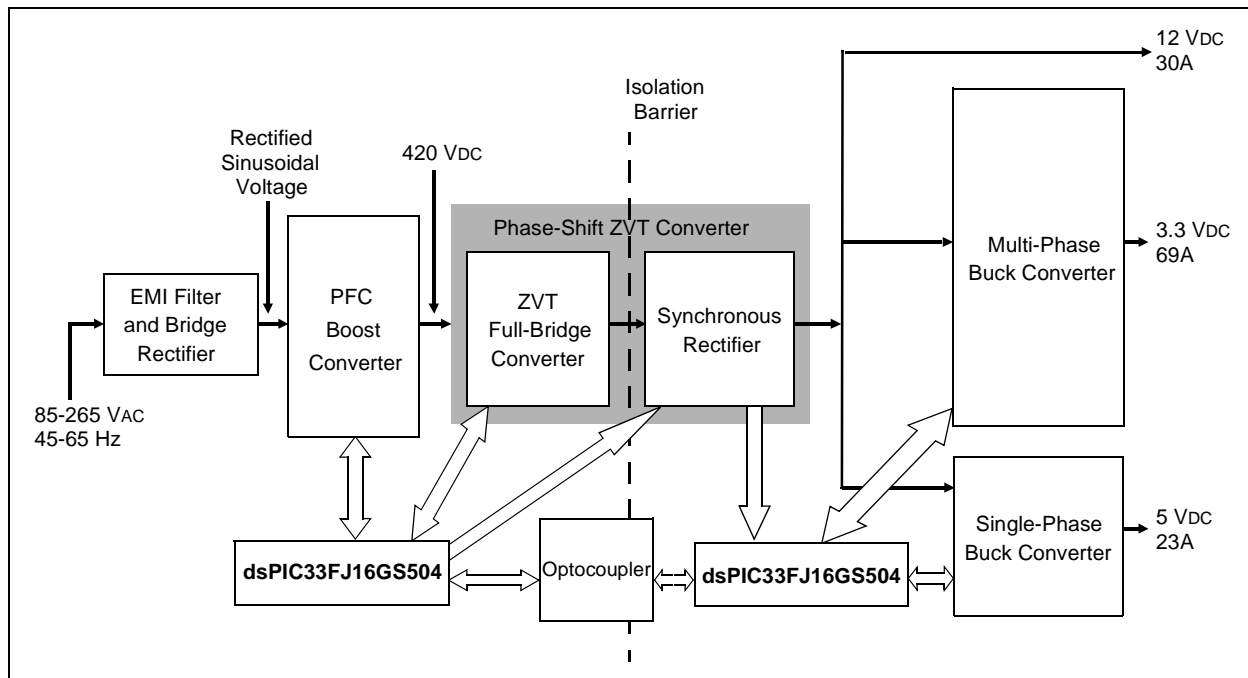 12 VDC
30A
Isolation
Barrier
Rectified
Sinusoidal
Voltage
420 VDC
Phase-Shift ZVT Converter
EMI Filter
and Bridge
Rectifier
PFC
Boost
Converter
ZVT
Full-Bridge
Converter
Synchronous
Rectifier
Multi-Phase
Buck Converter
3.3 VDC
69A
85-265 VAC
45-65 Hz
dsPIC33FJ16GS504
Optocoupler
dsPIC33FJ16GS504
Single-Phase
Buck Converter
5 VDC
23A